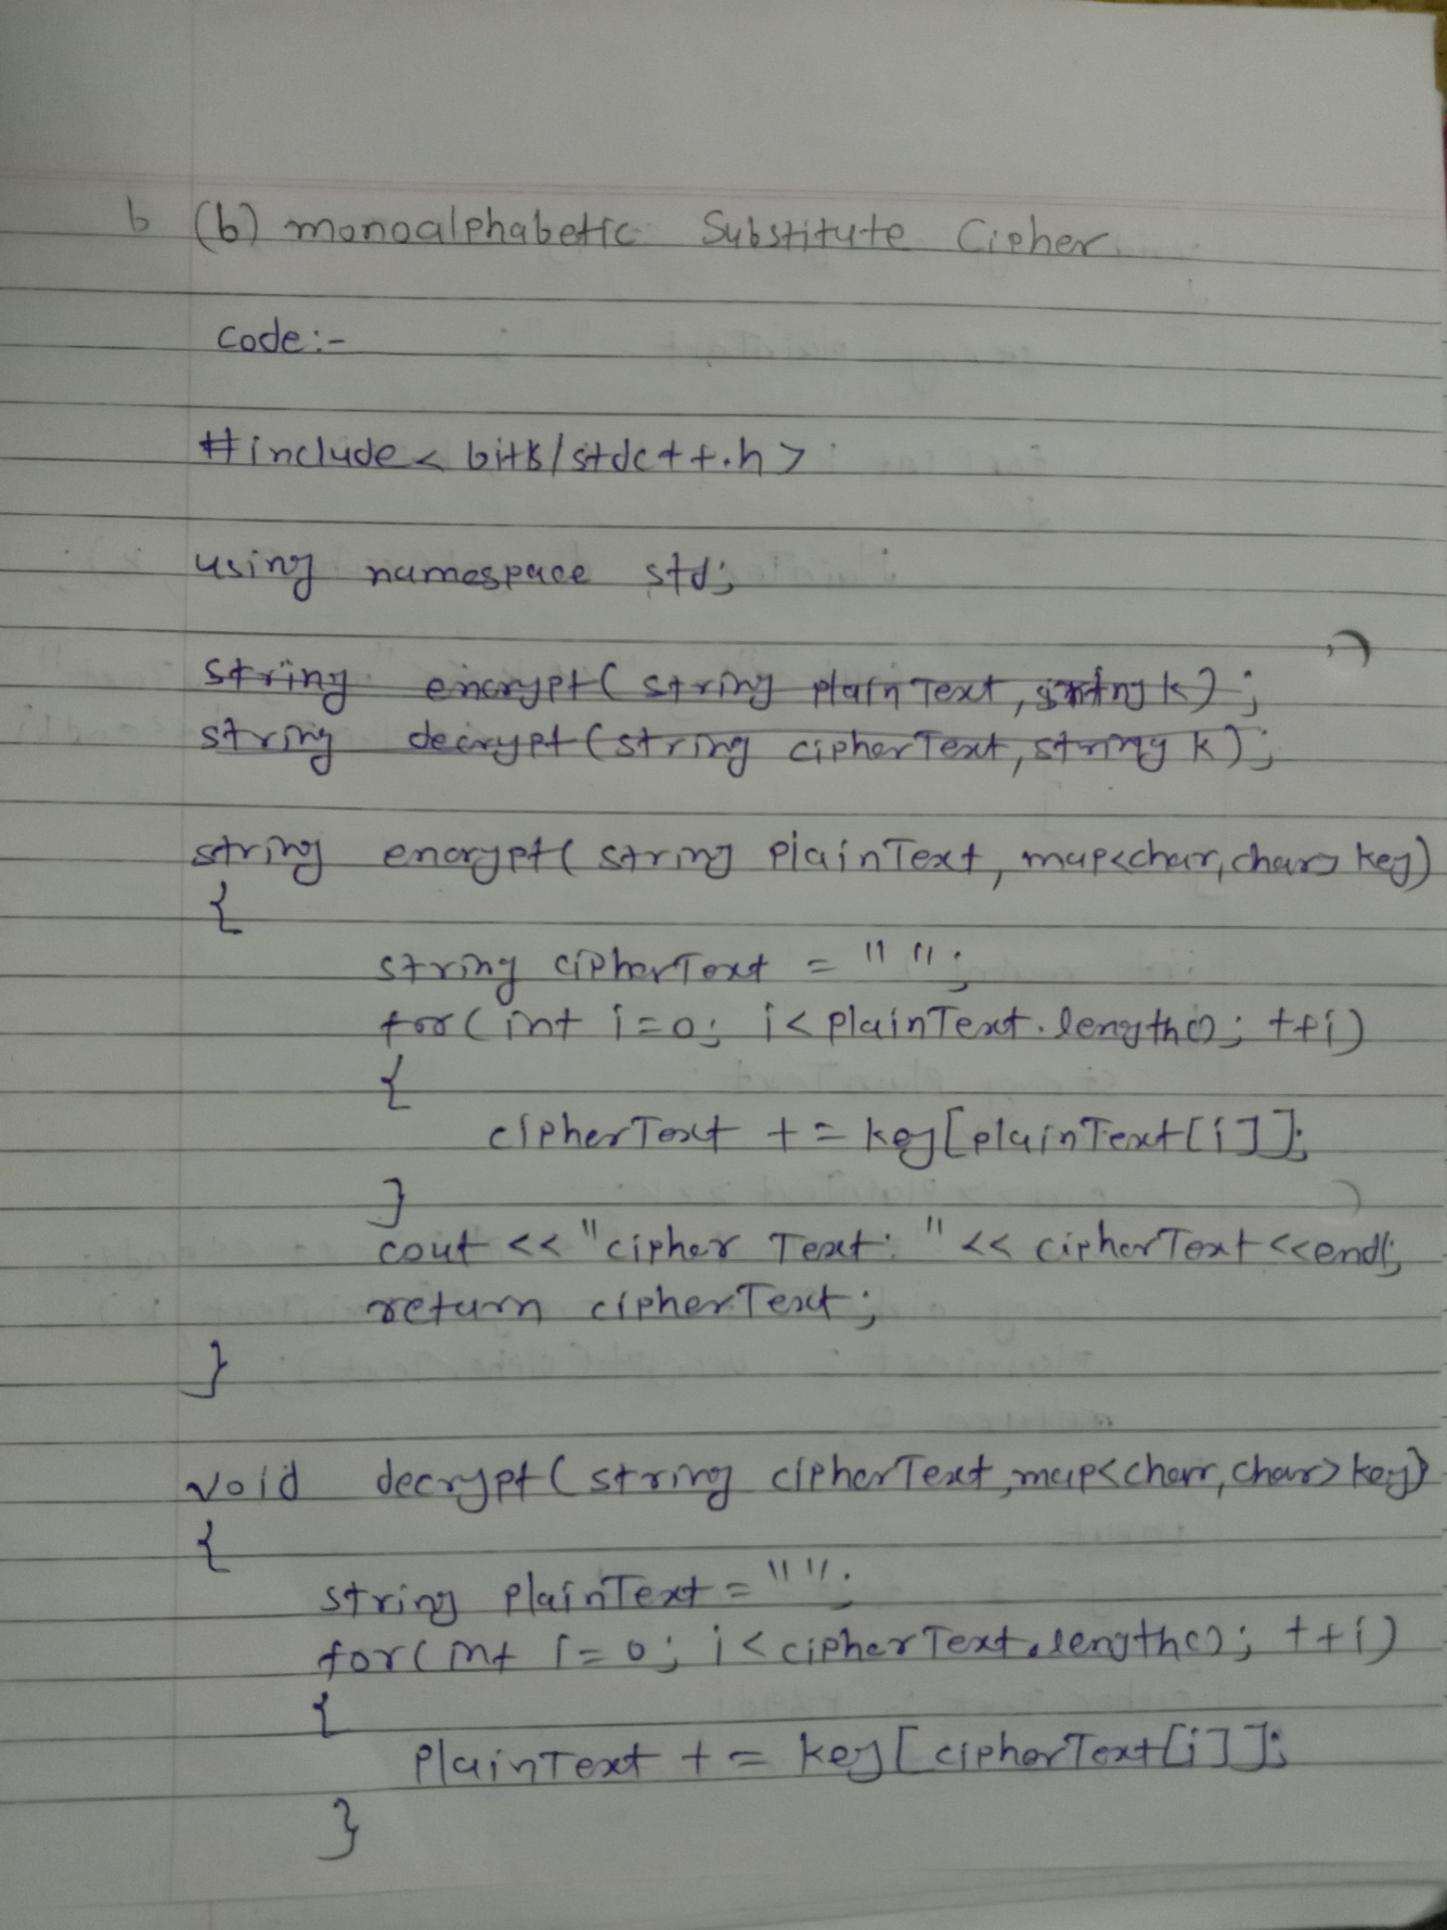 b (b) monoalphabetic Substitute Cipher
code:-
#include < bits/stdc++.h >
using namespace std;
string encrypt( string plainText, string k);
string decrypt (string cipherText, string k);
string encrypt( string plainText, map<char, char> key)
{
string cipherText = "";
for( int i=0; i< plainText.length(); ++i)
{
cipherText += key[plainText[i]];
}
cout << "cipher Text: " << cipherText <<endl;
return cipherText;
}
void decrypt( string cipherText, map<char, char> key)
{
string plainText = "";
for( int i=0; i< cipherText.length(); ++i)
{
PlainText += key[ cipherText[i]];
}